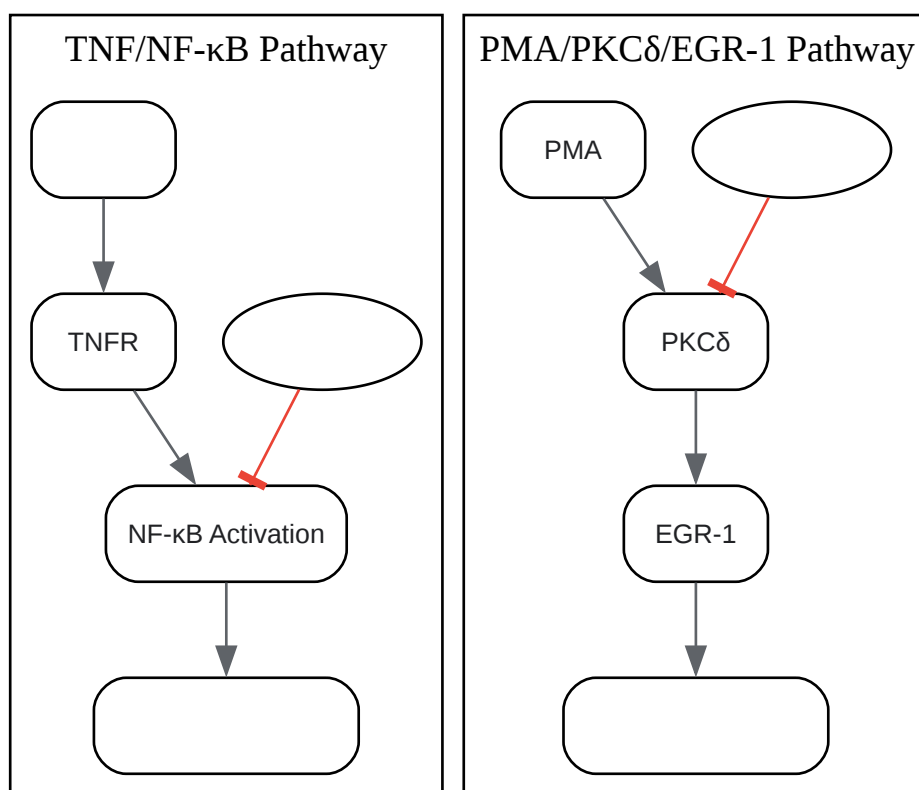 TNF/NF-κB Pathway
TNFR
NF-κB Activation
PMA/PKCδ/EGR-1 Pathway
PMA
PKCδ
EGR-1